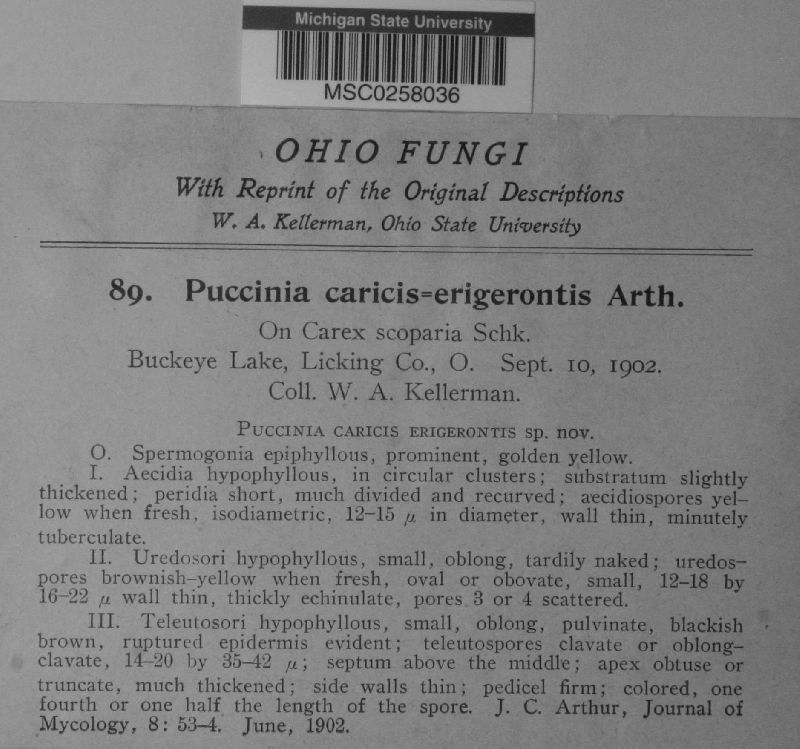 Michigan State University
MSC0258036
OHIO FUNGI
With Reprint of the Original Descriptions
W. A. Kellerman, Ohio State University
89. Puccinia caricis=erigerontis Arth.
On Carex scoparia Schk.
Buckeye Lake, Licking Co., O. Sept. 10, 1902.
Coll. W. A. Kellerman.
PUCCINIA CARICIS ERIGERONTIS sp. nov.
O. Spermogonia epiphyllous, prominent, golden yellow.
I. Aecidia hypophyllous, in circular clusters; substratum slightly
thickened; peridia short, much divided and recurved; aecidiospores yel-
low when fresh, isodiametric, 12-15 μ in diameter, wall thin, minutely
tuberculate.
II. Uredosori hypophyllous, small, oblong, tardily naked; uredos-
pores brownish-yellow when fresh, oval or obovate, small, 12-18 by
16-22 μ wall thin, thickly echinulate, pores 3 or 4 scattered.
III. Teleutosori hypophyllous, small, oblong, pulvinate, blackish
brown, ruptured epidermis evident; teleutospores clavate or oblong-
clavate, 14-20 by 35-42 μ; septum above the middle; apex obtuse or
truncate, much thickened; side walls thin; pedicel firm; colored, one
fourth or one half the length of the spore. J. C. Arthur, Journal of
Mycology, 8: 53-4. June, 1902.